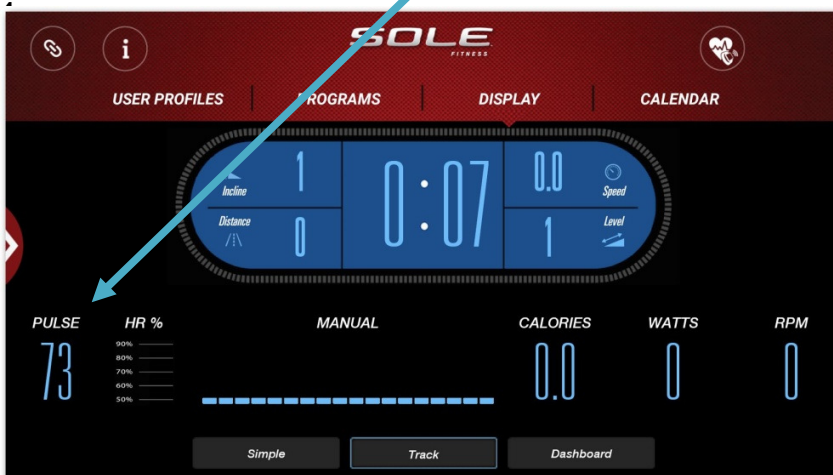 SOLE
FITNESS
USER PROFILES PROGRAMS DISPLAY CALENDAR
Incline 1 0:07 0.0 Speed
Distance 0 1 Level
PULSE HR % MANUAL CALORIES WATTS RPM
73 0.0 0 0
90%
80%
70%
60%
50%
Simple Track Dashboard